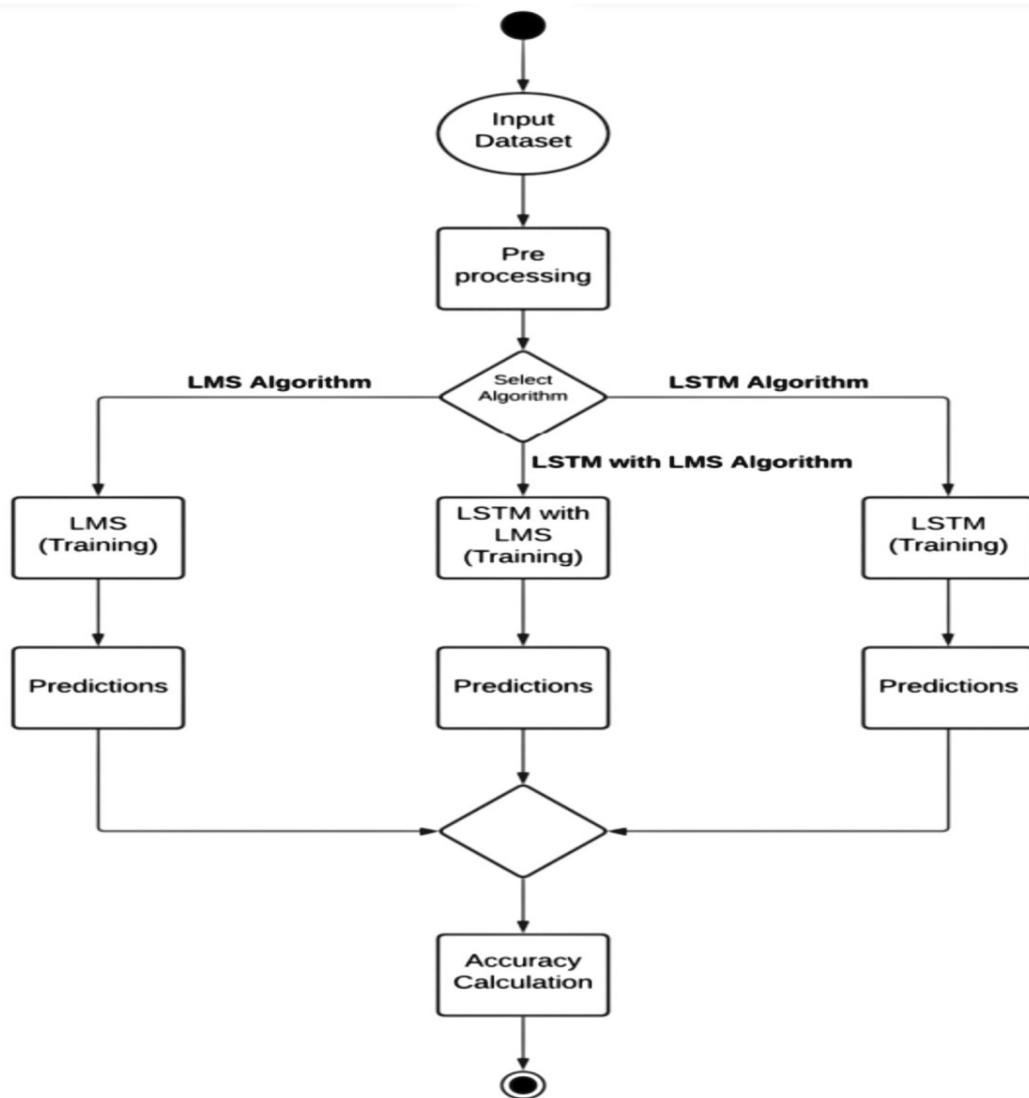 Input
Dataset
Pre
processing
Select
Algorithm
LMS Algorithm
LSTM Algorithm
LSTM with LMS Algorithm
LMS
(Training)
LSTM with
LMS
(Training)
LSTM
(Training)
Predictions
Predictions
Predictions
Accuracy
Calculation